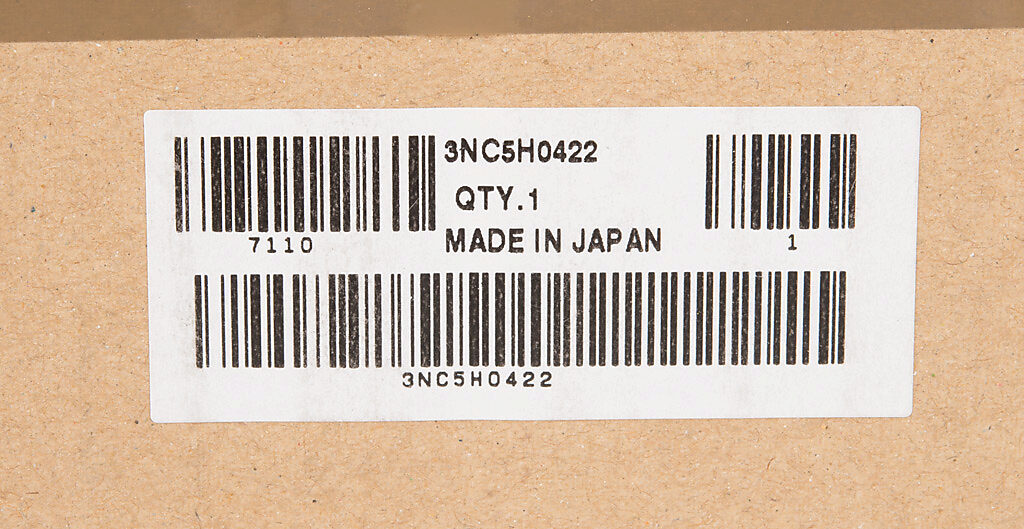 3NC5H0422
QTY.1
7110
MADE IN JAPAN
1
3NC5H0422